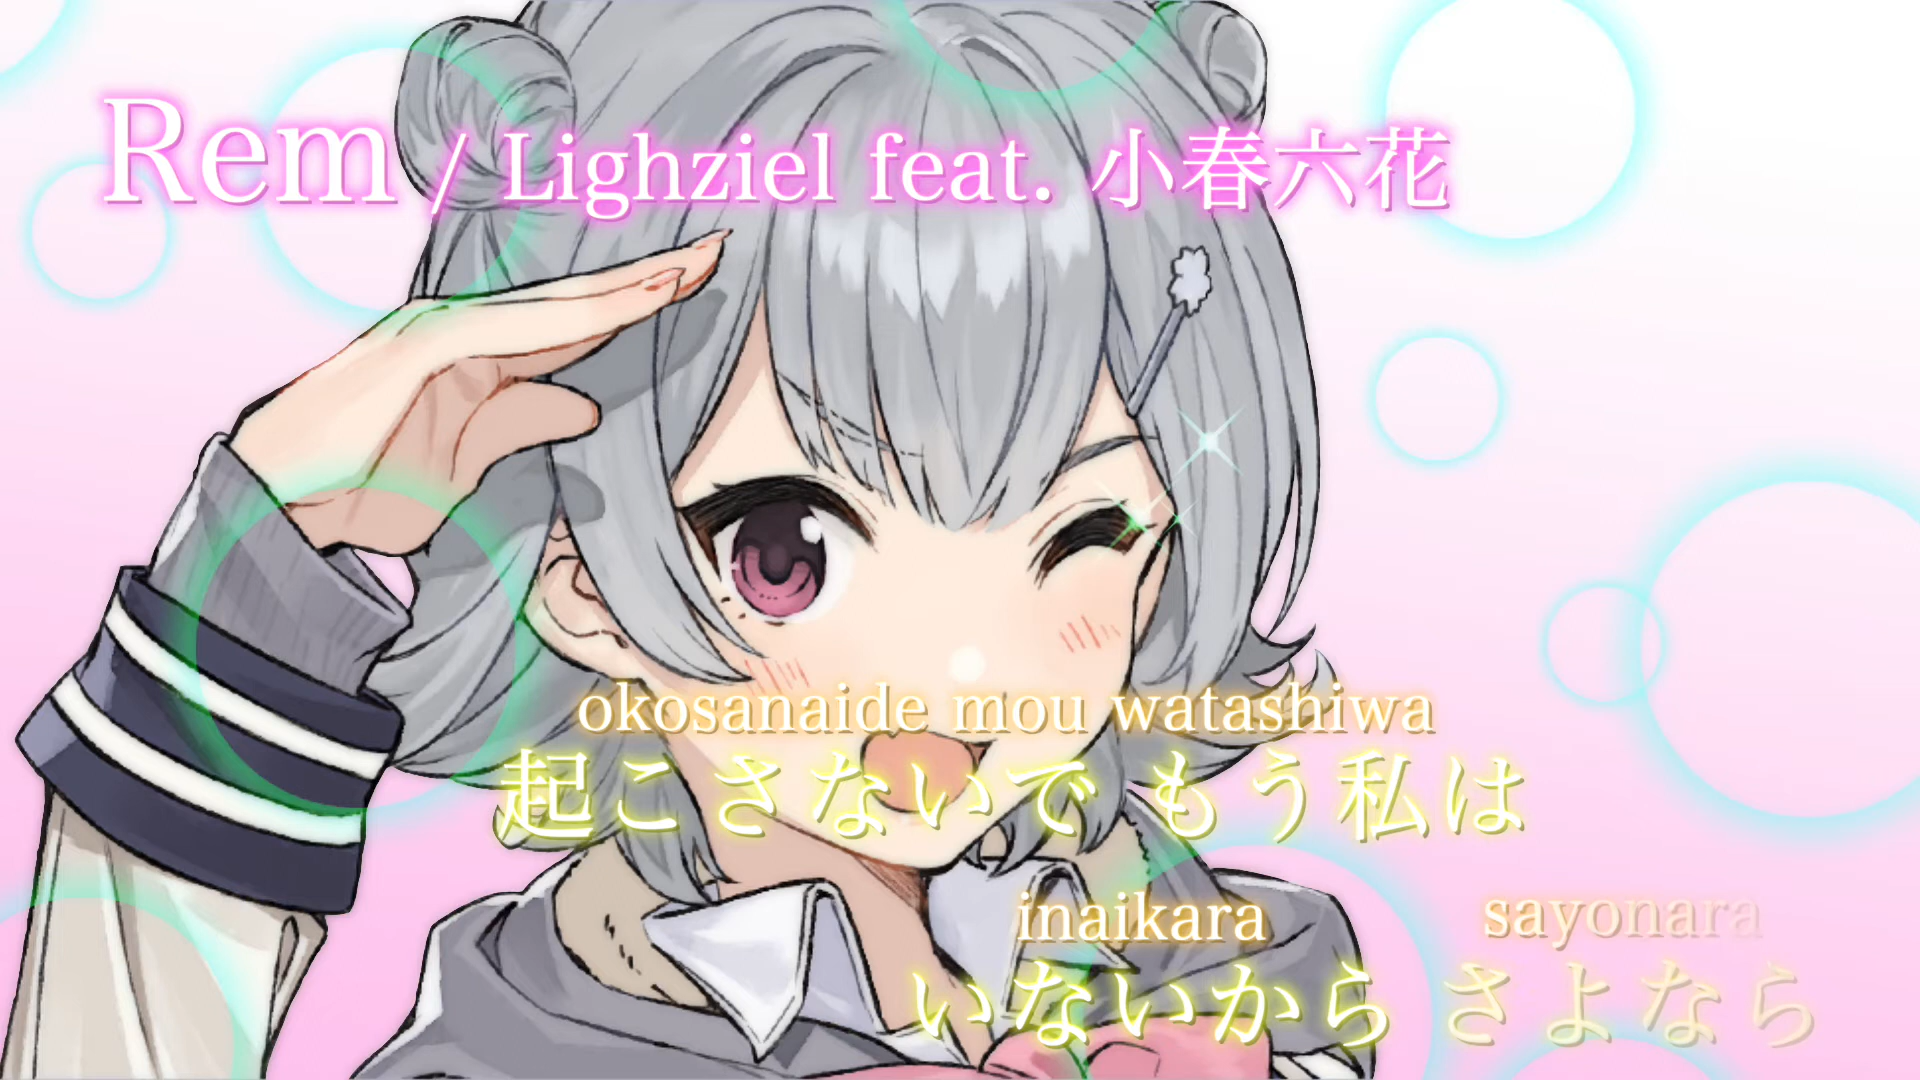 Rem / Lighziel feat. 小春六花
okosanaide mou watashiwa
起こさないで もう私は
inaikara sayonara
いないから さよなら